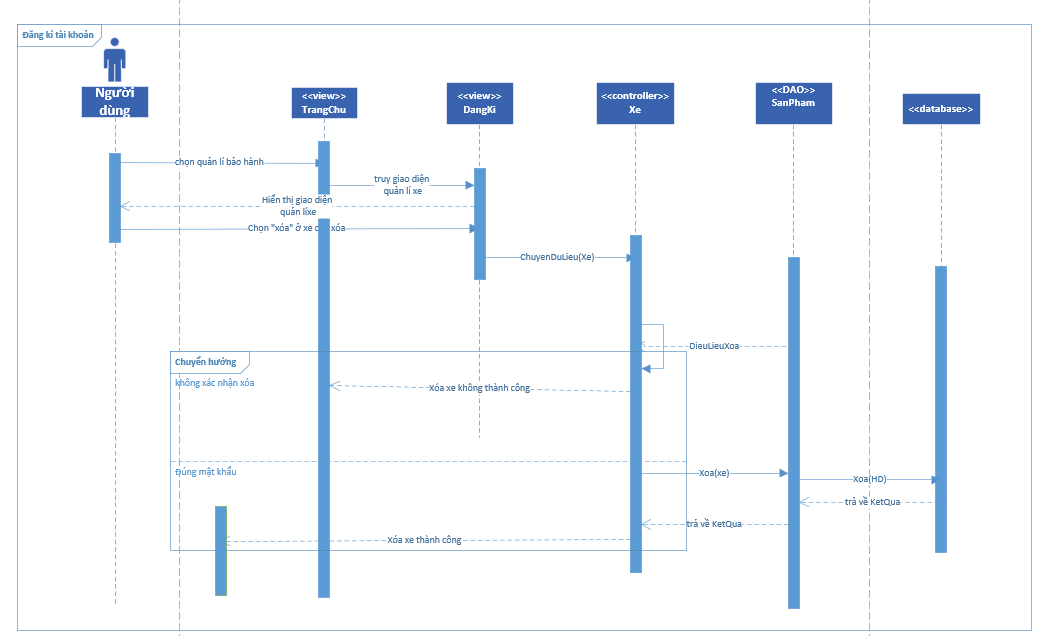 Đăng kí tài khoản
Người
dùng
<<view>>
TrangChu
<<view>>
DangKi
<<controller>>
Xe
<<DAO>>
SanPham
<<database>>
chọn quản lí bảo hành
truy giao diện
quản lí xe
Hiển thị giao diện
quản líxe
Chọn "xóa" ở xe xóa
ChuyenDuLieu(Xe)
DieuLieuXoa
Chuyển hướng
không xác nhận xóa
Xóa xe không thành công
Đúng mật khẩu
Xoa(xe)
Xoa(HD)
trả về KetQua
trả về KetQua
Xóa xe thành công